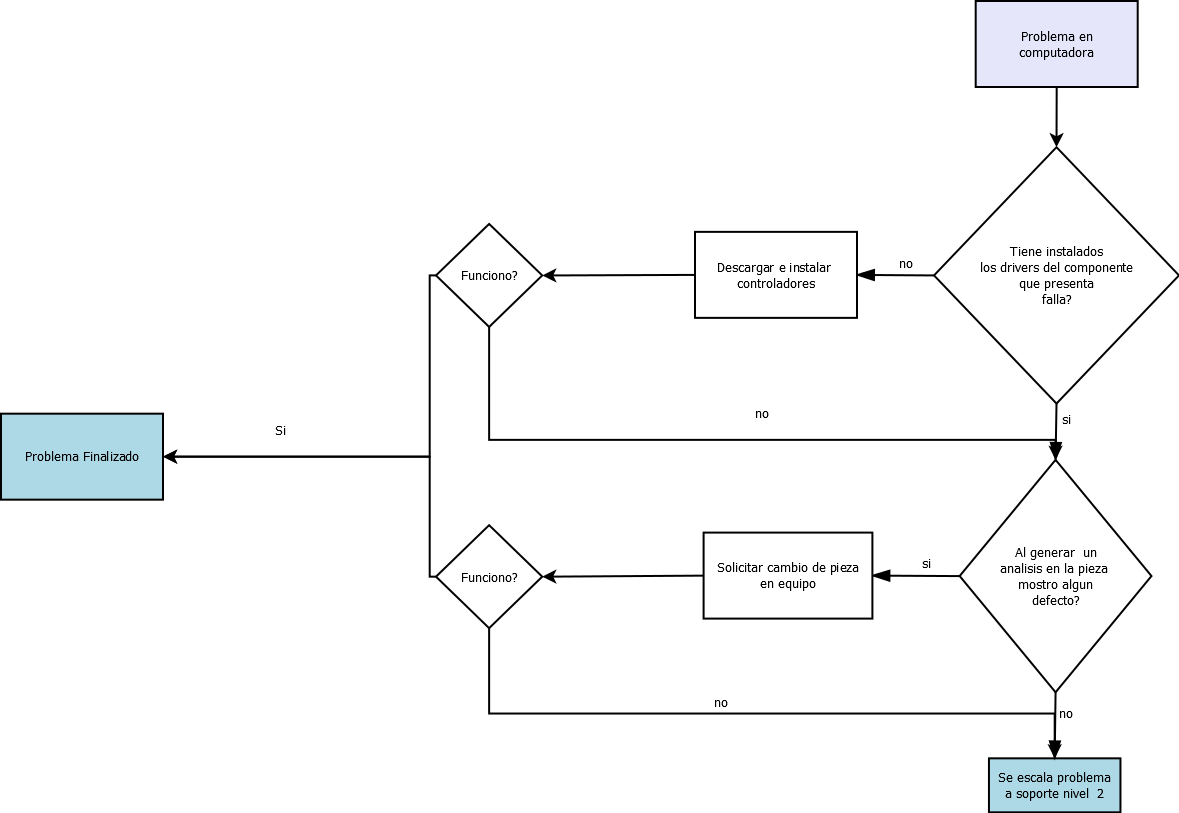 Problema en
computadora
Tiene instalados
los drivers del componente
que presenta
falla?
no
Descargar e instalar
controladores
Funciono?
no
si
Si
Problema Finalizado
Al generar un
analisis en la pieza
mostro algun
defecto?
si
Solicitar cambio de pieza
en equipo
Funciono?
no
no
Se escala problema
a soporte nivel 2